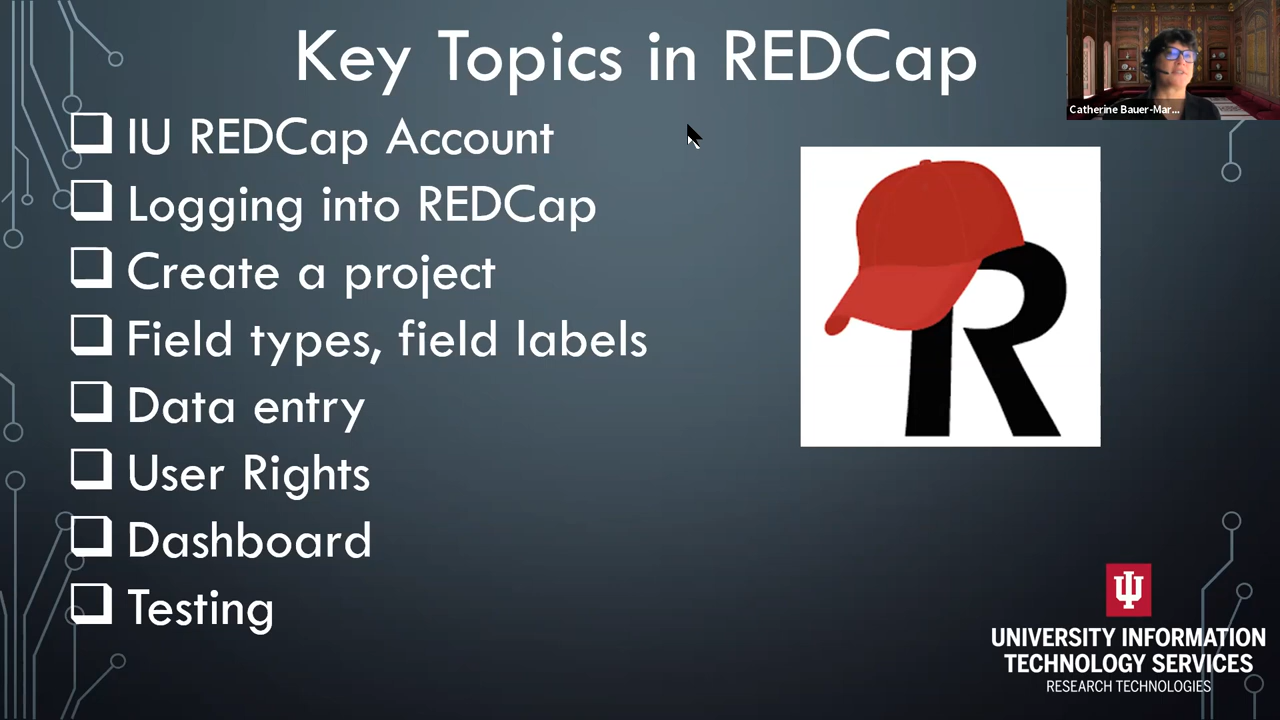 Key Topics in REDCap
Catherine Bauer-Mar...
IU REDCap Account
Logging into REDCap
Create a project
Field types, field labels
Data entry
User Rights
Dashboard
Testing
R
UNIVERSITY INFORMATION
TECHNOLOGY SERVICES
RESEARCH TECHNOLOGIES